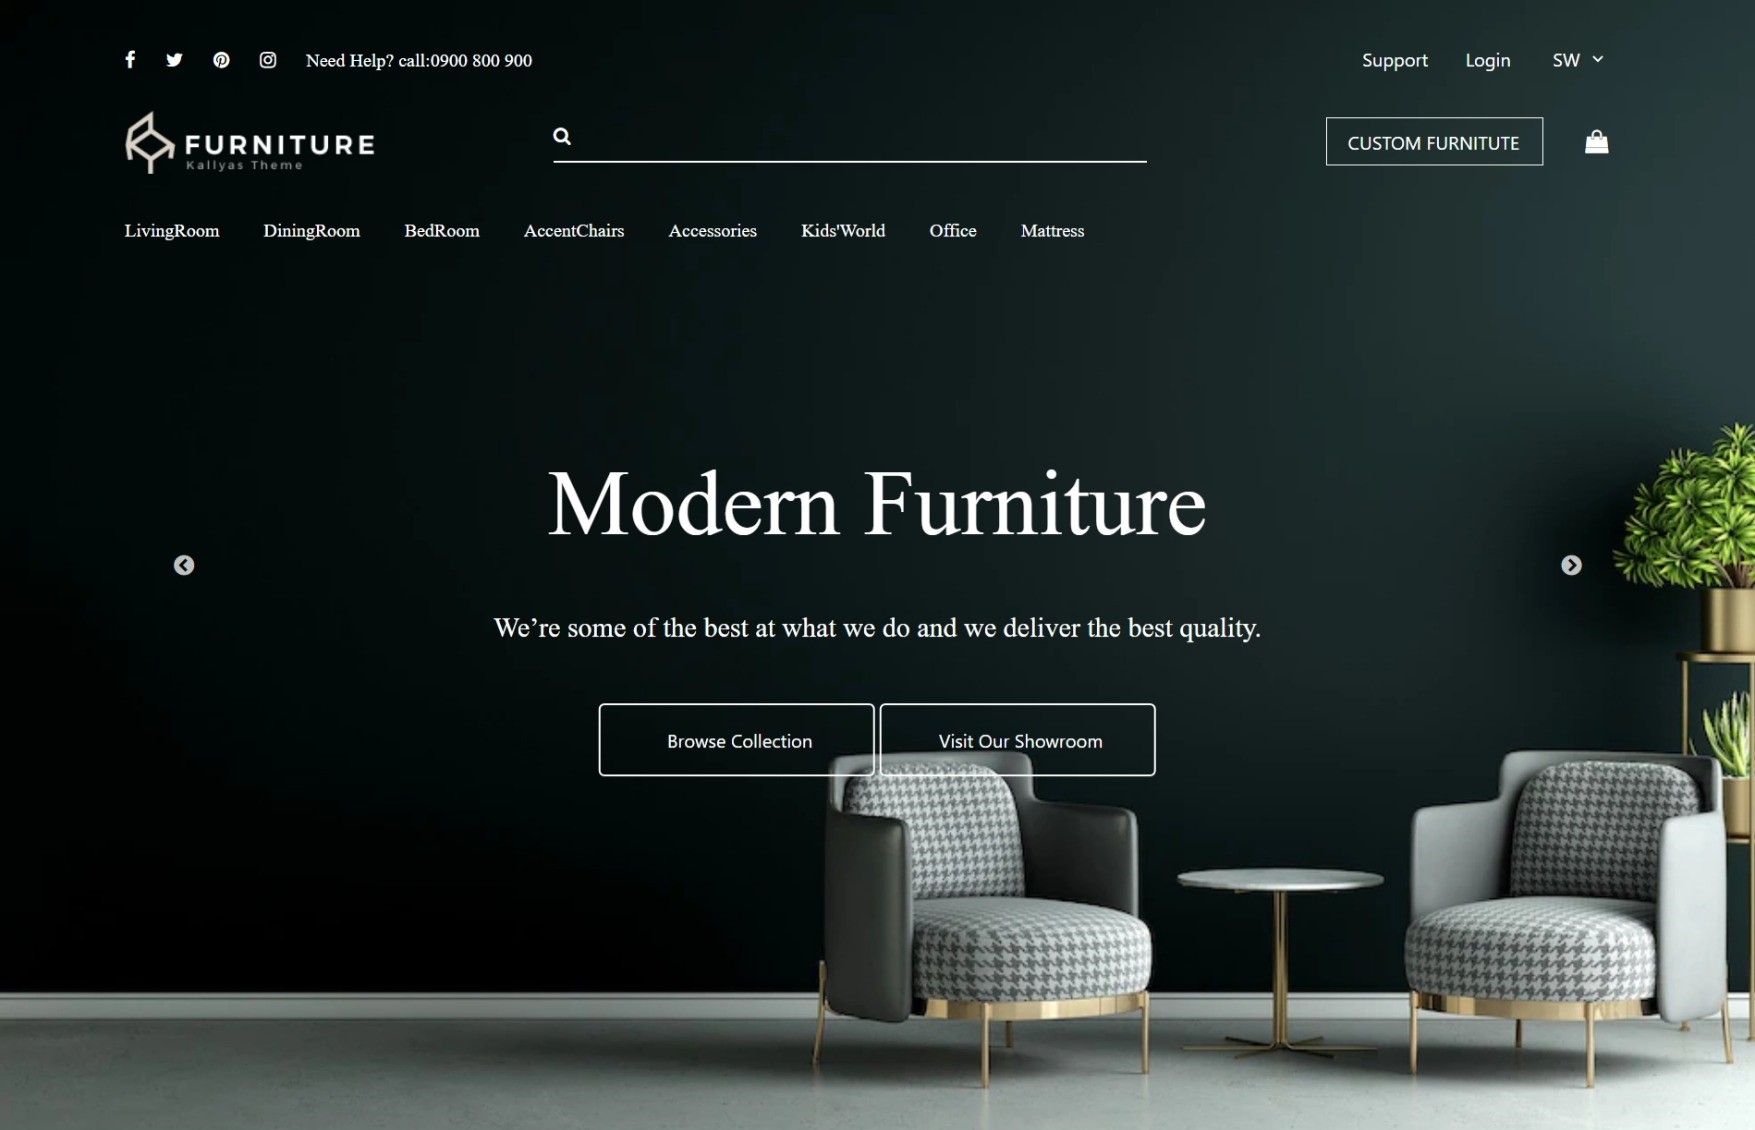 Need Help? call:0900 800 900
Support Login SW
FURNITURE
Kallyas Theme
CUSTOM FURNITUTE
LivingRoom DiningRoom BedRoom AccentChairs Accessories Kids'World Office Mattress
Modern Furniture
We’re some of the best at what we do and we deliver the best quality.
Browse Collection Visit Our Showroom